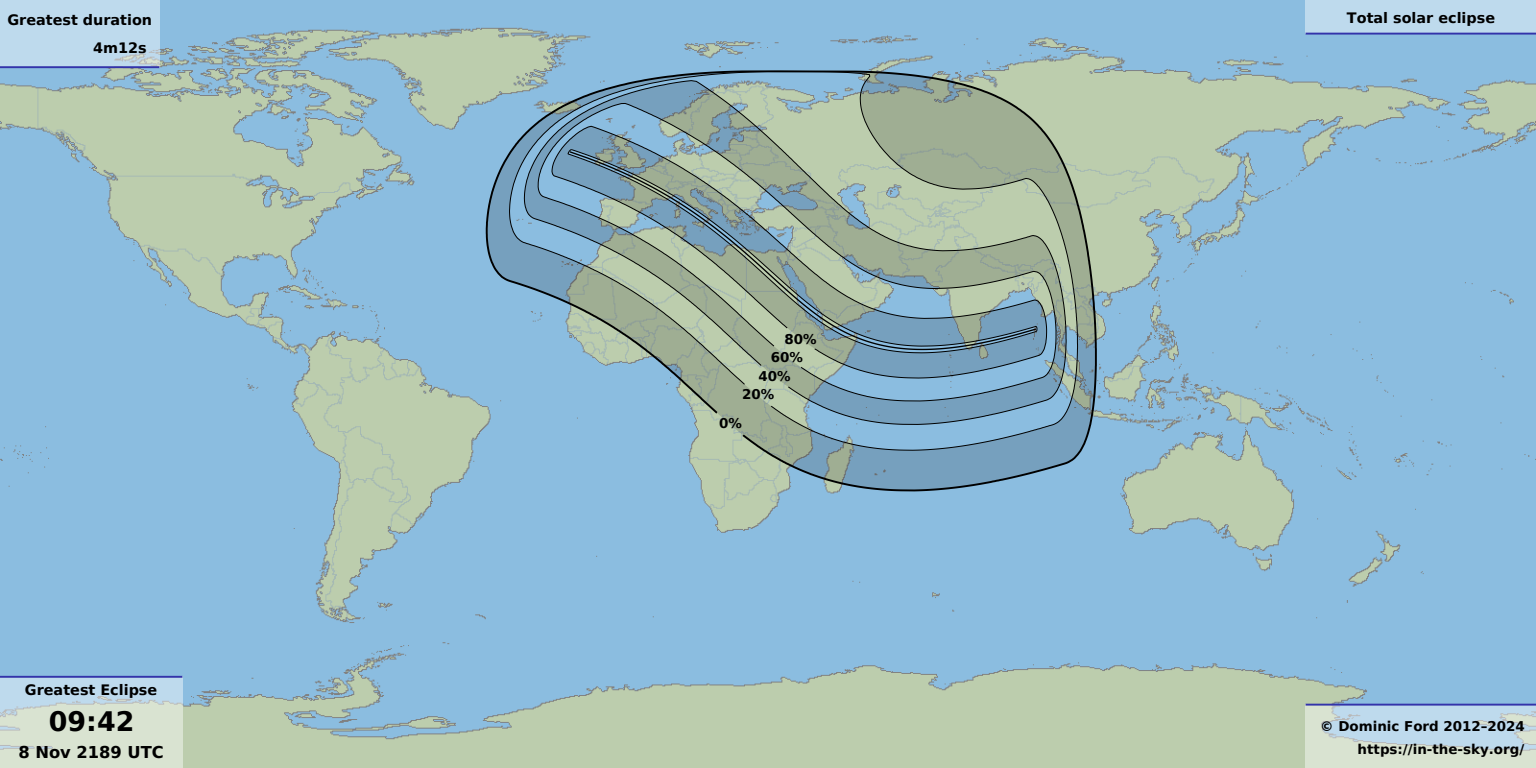 Greatest duration
4m12s
Total solar eclipse
80%
60%
40%
20%
0%
Greatest Eclipse
09:42
8 Nov 2189 UTC
© Dominic Ford 2012–2024
https://in-the-sky.org/